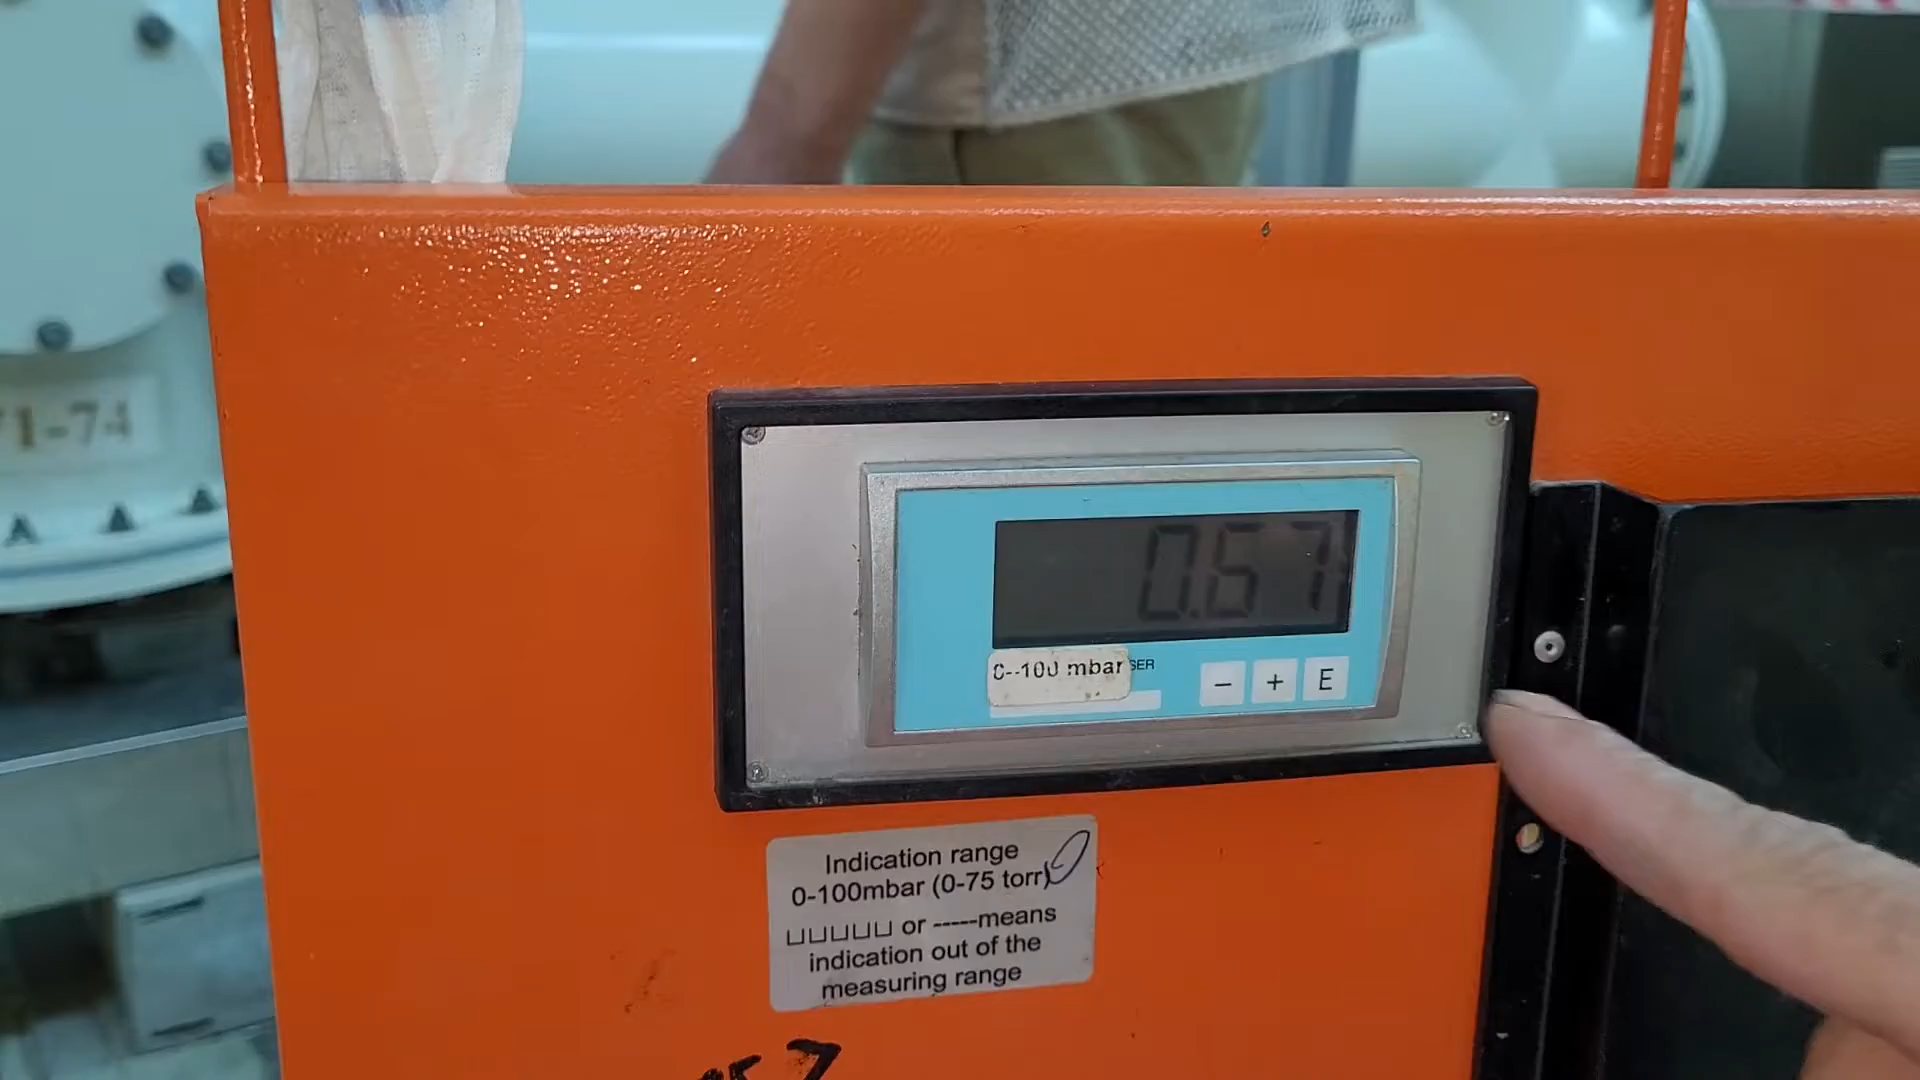 71-74
0.67
0--100 mbar SER
- + E
Indication range
0-100mbar (0-75 torr)
⊔⊔⊔⊔⊔ or -----means
indication out of the
measuring range